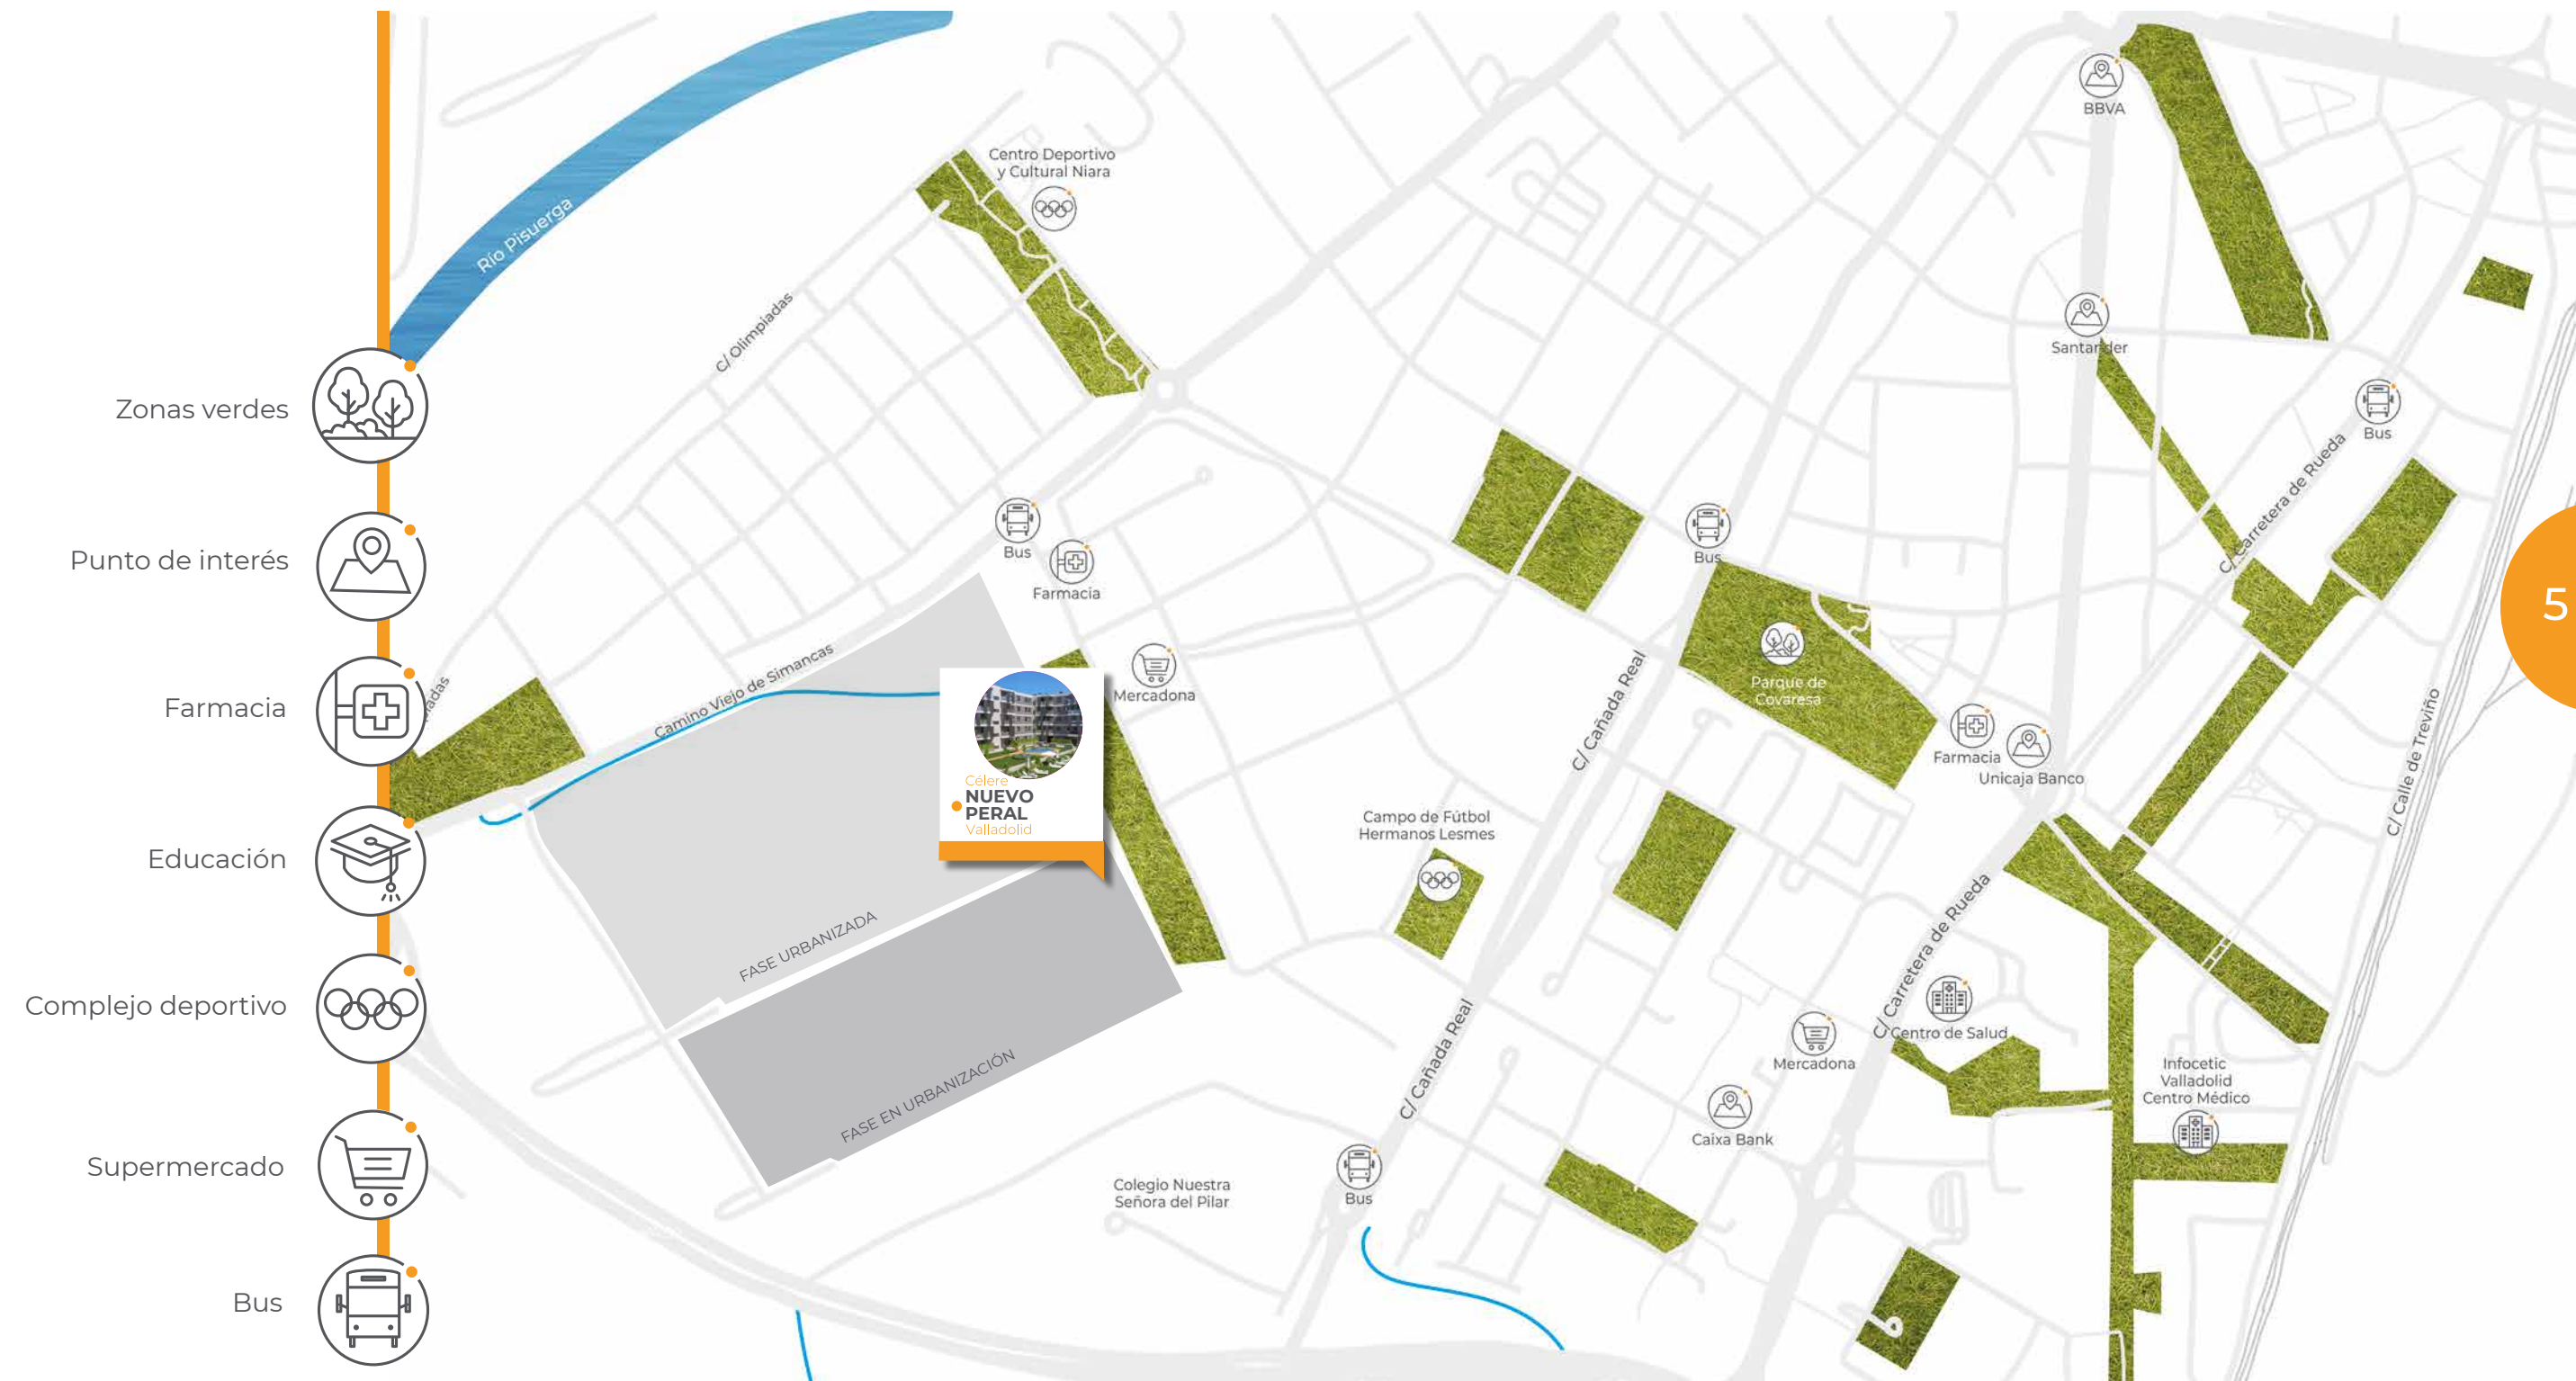 Zonas verdes
Punto de interés
Farmacia
Educación
Complejo deportivo
Supermercado
Bus
Río Pisuerga
C/ Olimpiadas
Centro Deportivo
y Cultural Niara
Bus
Farmacia
Mercadona
Camino Viejo de Simancas
Célere
NUEVO
PERAL
Valladolid
FASE URBANIZADA
FASE EN URBANIZACIÓN
Colegio Nuestra
Señora del Pilar
Campo de Fútbol
Hermanos Lesmes
Bus
C/ Cañada Real
C/ Cañada Real
Bus
Parque de
Covaresa
BBVA
Santander
Bus
C/ Carretera de Rueda
Farmacia
Unicaja Banco
C/ Calle de Treviño
C/ Carretera de Rueda
Centro de Salud
Mercadona
Caixa Bank
Infocetic
Valladolid
Centro Médico
5